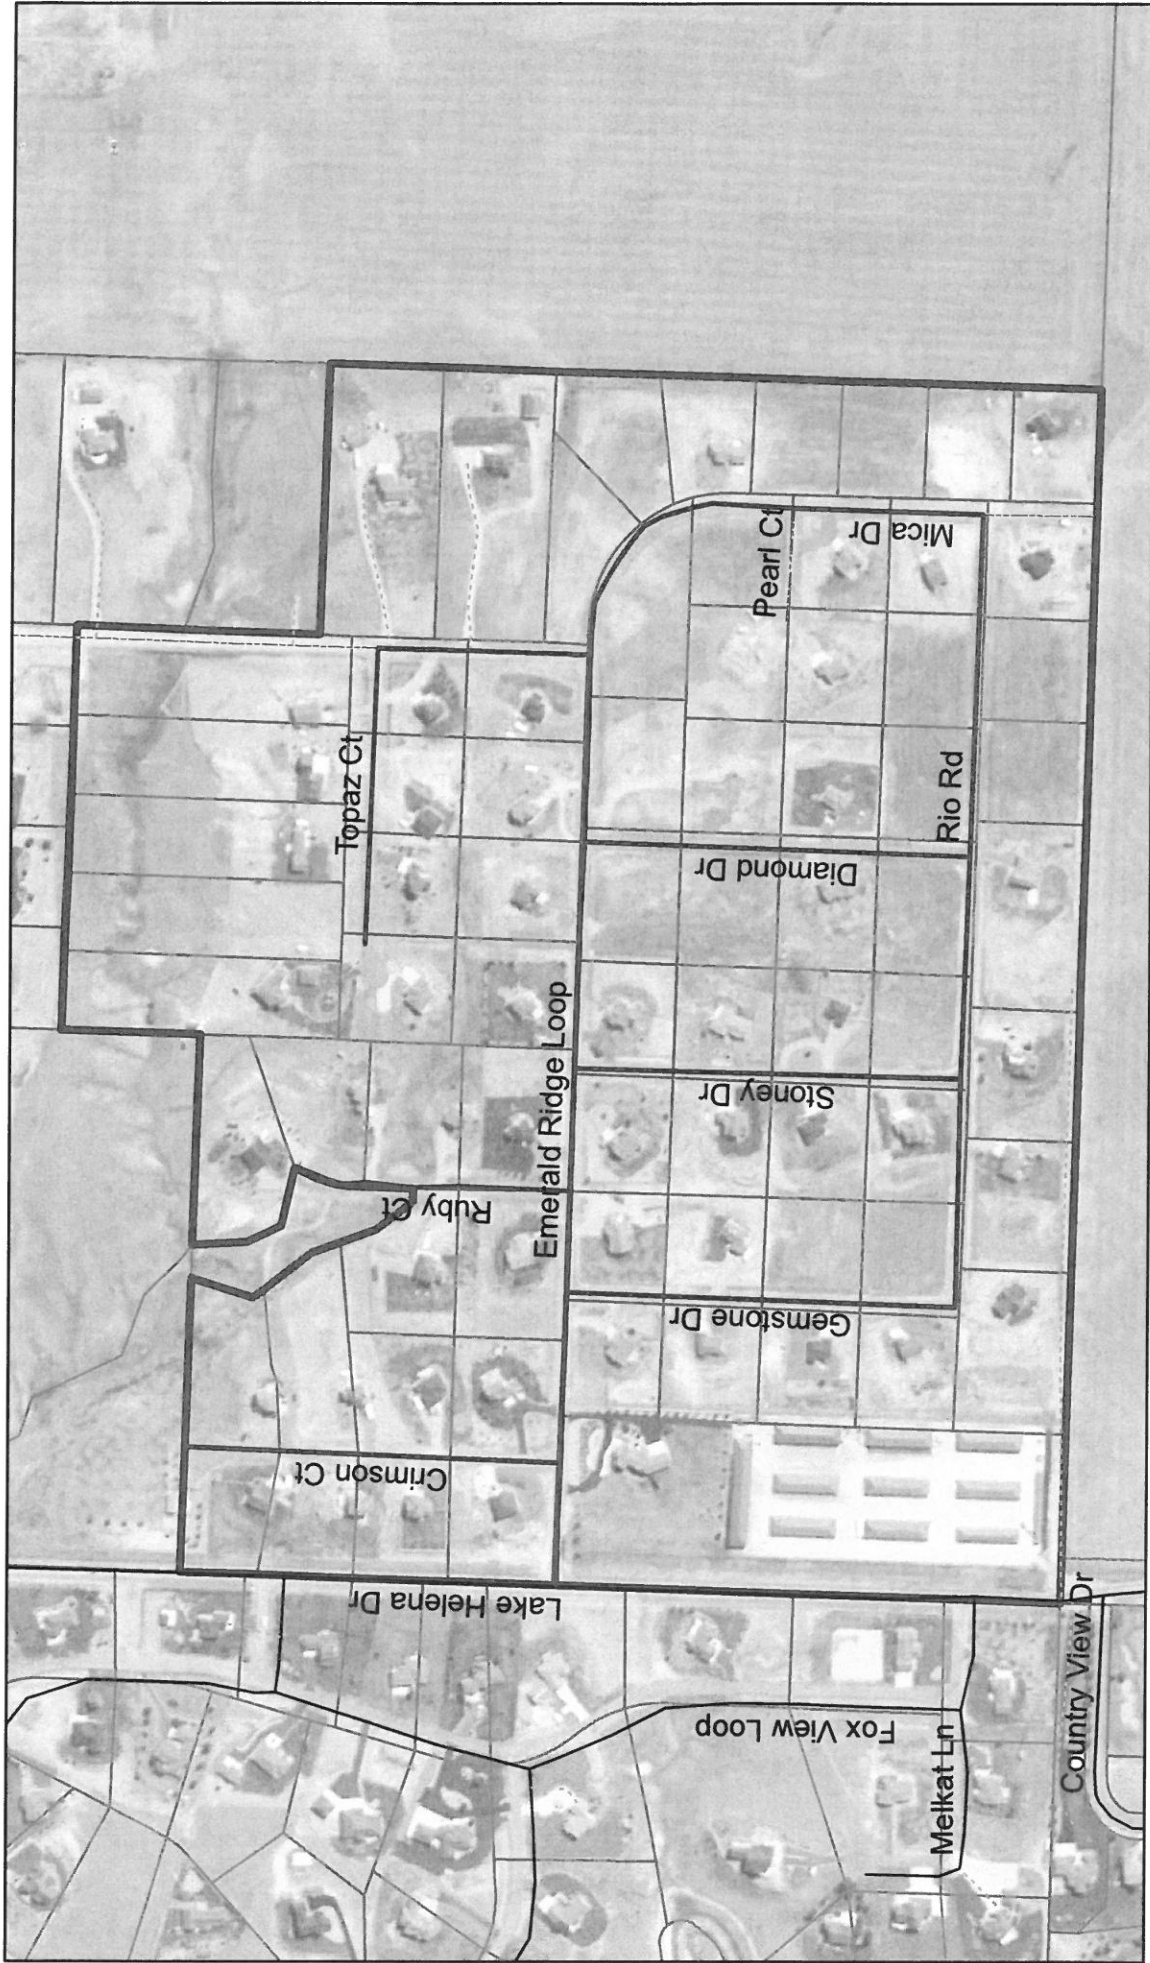 Topaz Ct
Pearl Ct
Mica Dr
Rio Rd
Diamond Dr
Emerald Ridge Loop
Stoney Dr
Ruby Ct
Gemstone Dr
Crimson Ct
Lake Helena Dr
Fox View Loop
Melkat Ln
Country View Dr